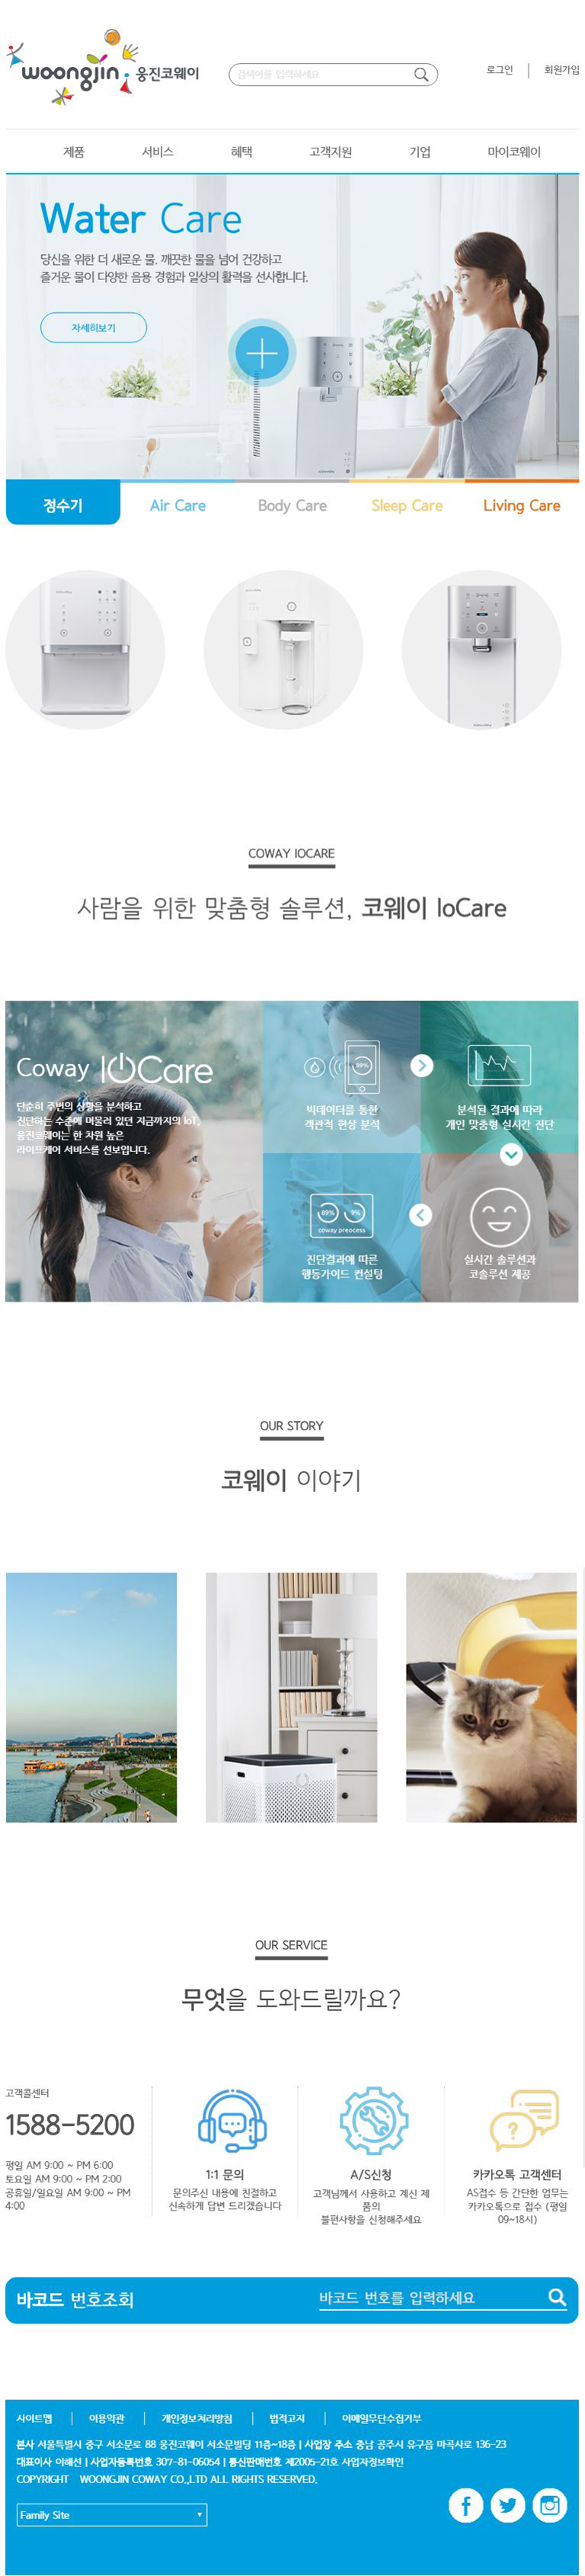 woongjin 웅진코웨이
검색어를 입력하세요
로그인 | 회원가입
제품 서비스 혜택 고객지원 기업 마이코웨이
Water Care
당신을 위한 더 새로운 물. 깨끗한 물을 넘어 건강하고
즐거운 물이 다양한 음용 경험과 일상의 활력을 선사합니다.
자세히보기
정수기 Air Care Body Care Sleep Care Living Care
COWAY IOCARE
사람을 위한 맞춤형 솔루션, 코웨이 IoCare
Coway IOCare
단순히 주변의 상황을 분석하고
진단하는 수준에 머물러 있던 지금까지의 IoT,
웅진코웨이는 한 차원 높은
라이프케어 서비스를 선보입니다.
89%
빅데이터를 통한
객관적 현상 분석
분석된 결과에 따라
개인 맞춤형 실시간 진단
89% 9%
coway preocess
진단결과에 따른
행동가이드 컨설팅
실시간 솔루션과
코솔루션 제공
OUR STORY
코웨이 이야기
OUR SERVICE
무엇을 도와드릴까요?
고객콜센터
1588-5200
평일 AM 9:00 ~ PM 6:00
토요일 AM 9:00 ~ PM 2:00
공휴일/일요일 AM 9:00 ~ PM
4:00
1:1 문의
문의주신 내용에 친절하고
신속하게 답변 드리겠습니다
A/S신청
고객님께서 사용하고 계신 제
품의
불편사항을 신청해주세요
카카오톡 고객센터
AS접수 등 간단한 업무는
카카오톡으로 접수 (평일
09~18시)
바코드 번호조회
바코드 번호를 입력하세요
사이트맵 | 이용약관 | 개인정보처리방침 | 법적고지 | 이메일무단수집거부
본사 서울특별시 중구 서소문로 88 웅진코웨이 서소문빌딩 11층~18층 | 사업장 주소 충남 공주시 유구읍 마곡사로 136-23
대표이사 이해선 | 사업자등록번호 307-81-06054 | 통신판매번호 제2005-21호 사업자정보확인
COPYRIGHT WOONGJIN COWAY CO.,LTD ALL RIGHTS RESERVED.
Family Site